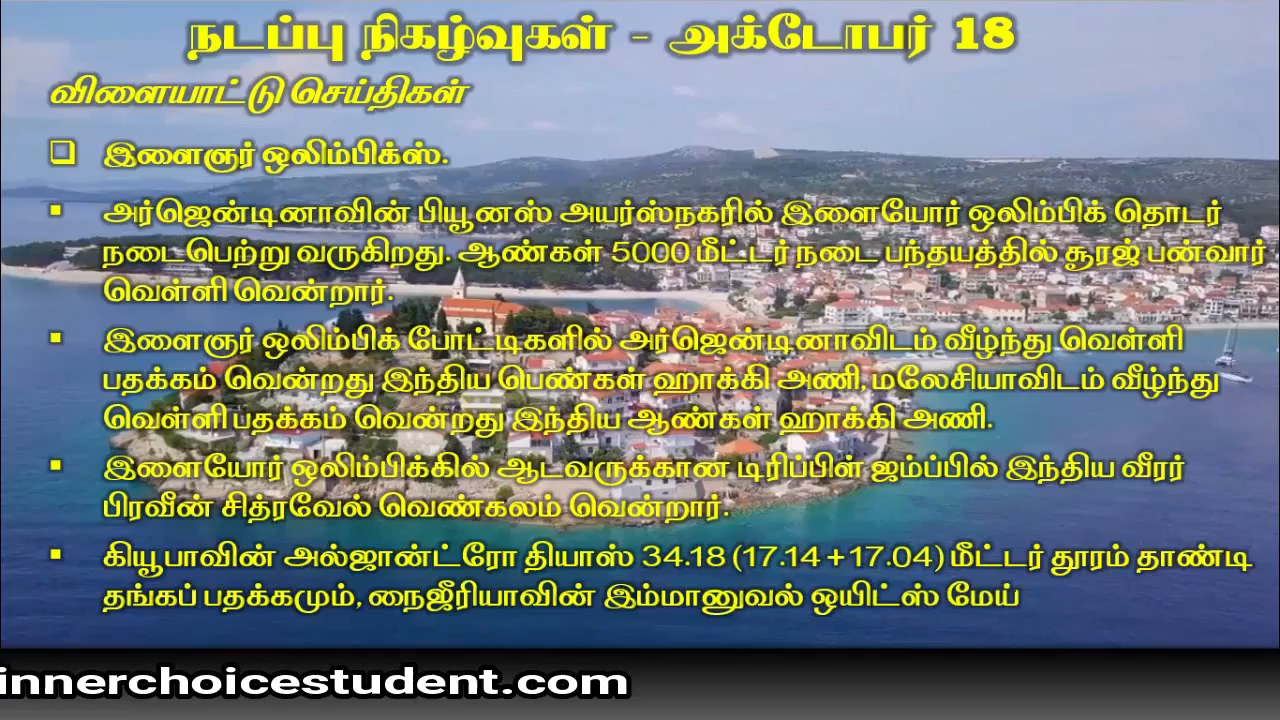 நடப்பு நிகழ்வுகள் - அக்டோபர் 18
விளையாட்டு செய்திகள்
❑ இளைஞர் ஒலிம்பிக்ஸ்.
▪ அர்ஜென்டினாவின் பியூனஸ் அயர்ஸ்நகரில் இளையோர் ஒலிம்பிக் தொடர்
நடைபெற்று வருகிறது. ஆண்கள் 5000 மீட்டர் நடை பந்தயத்தில் சூரஜ் பன்வார்
வெள்ளி வென்றார்.
▪ இளைஞர் ஒலிம்பிக் போட்டிகளில் அர்ஜென்டினாவிடம் வீழ்ந்து வெள்ளி
பதக்கம் வென்றது இந்திய பெண்கள் ஹாக்கி அணி, மலேசியாவிடம் வீழ்ந்து
வெள்ளி பதக்கம் வென்றது இந்திய ஆண்கள் ஹாக்கி அணி.
▪ இளையோர் ஒலிம்பிக்கில் ஆடவருக்கான டிரிப்பிள் ஜம்ப்பில் இந்திய வீரர்
பிரவீன் சித்ரவேல் வெண்கலம் வென்றார்.
▪ கியூபாவின் அல்ஜான்ட்ரோ தியாஸ் 34.18 (17.14 + 17.04) மீட்டர் தூரம் தாண்டி
தங்கப் பதக்கமும், நைஜீரியாவின் இம்மானுவல் ஒயிட்ஸ் மேய்
innerchoicestudent.com